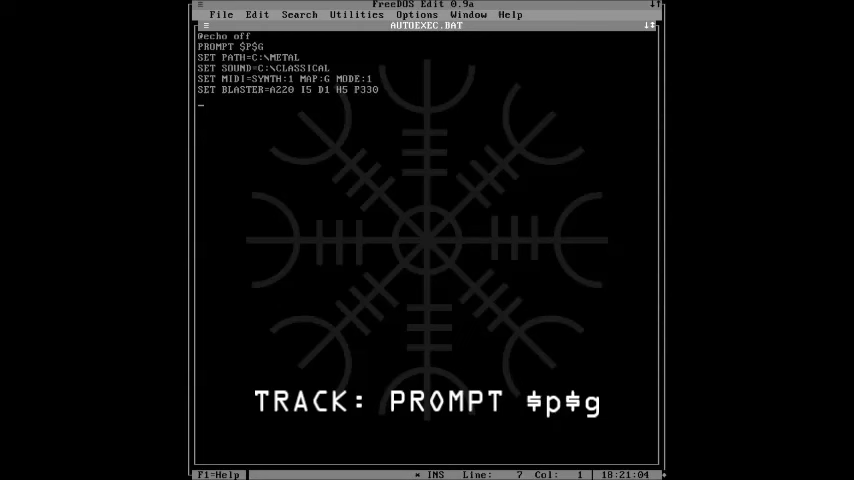 FreeDOS Edit 0.9a
File Edit Search Utilities Options Window Help
AUTOEXEC.BAT
@echo off
PROMPT $P$G
SET PATH=C:\METAL
SET SOUND=C:\CLASSICAL
SET MIDI=SYNTH:1 MAP:G MODE:1
SET BLASTER=A220 I5 D1 H5 P330
TRACK: PROMPT $p$g
F1=Help * INS Line: 7 Col: 1 18:21:04